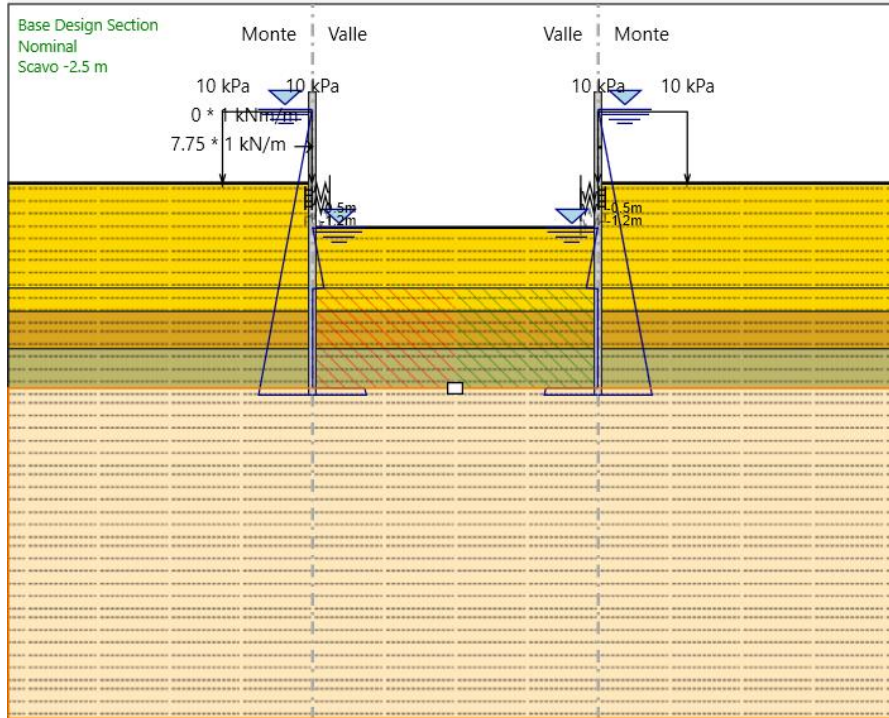 Base Design Section
Nominal
Scavo -2.5 m
Monte Valle
Valle Monte
10 kPa 10 kPa
10 kPa 10 kPa
0 * 1 kNm/m
7.75 * 1 kN/m
-0.5m
-1.2m
-0.5m
-1.2m